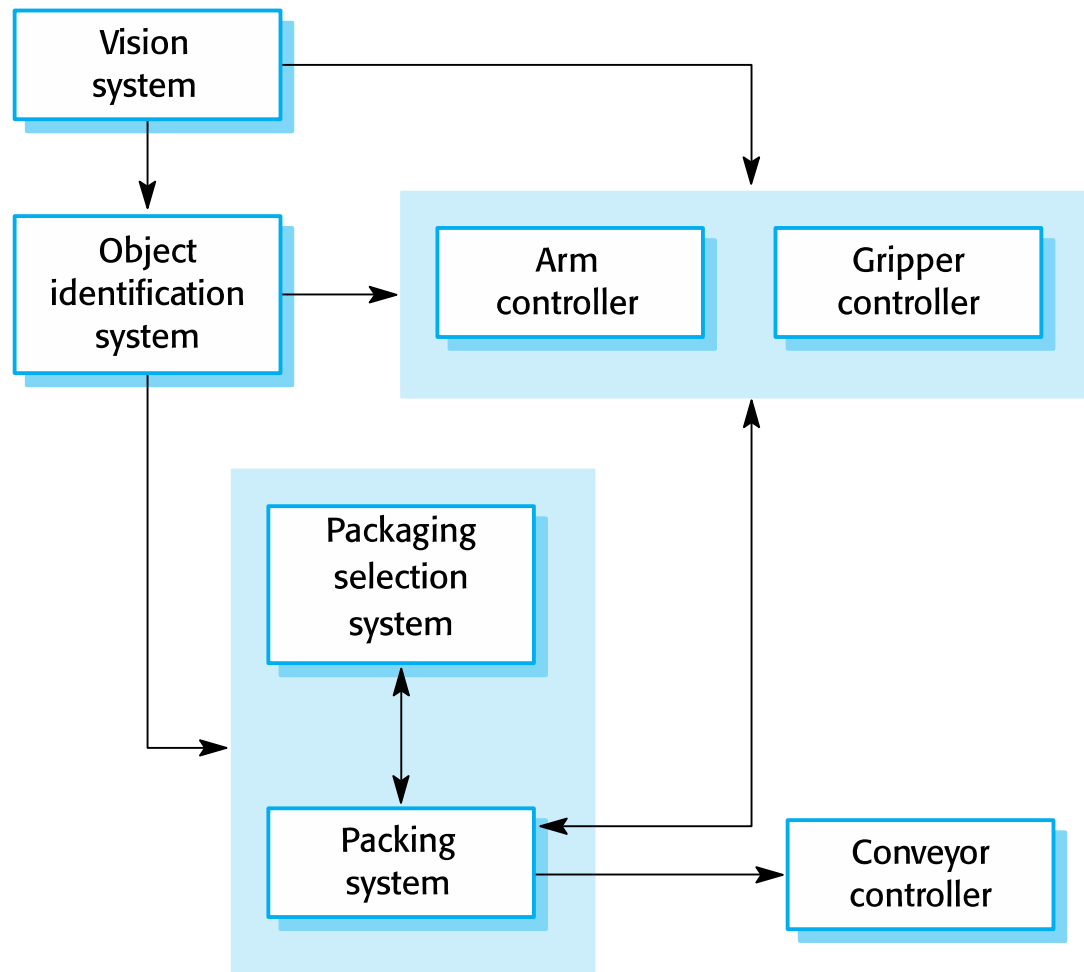 Vision
system
Object
identification
system
Arm
controller
Gripper
controller
Packaging
selection
system
Packing
system
Conveyor
controller